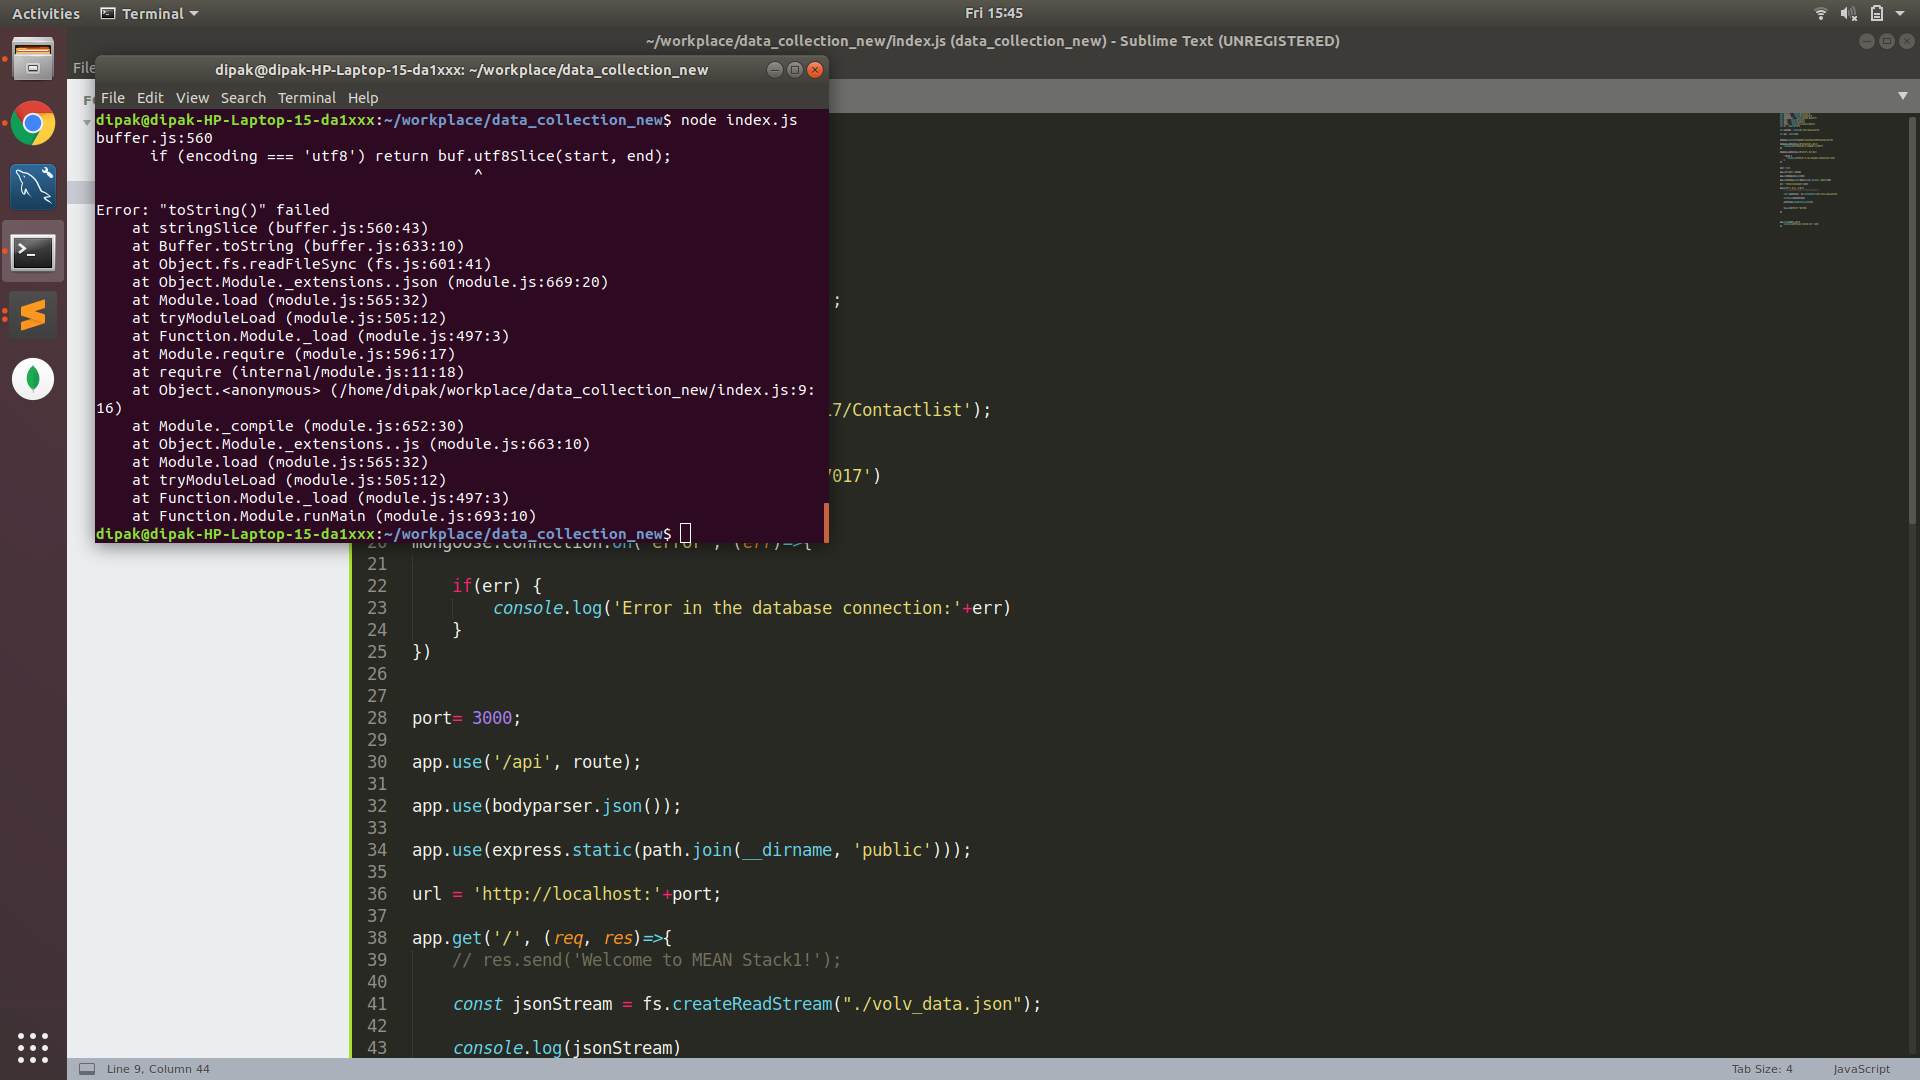 Activities
Terminal
Fri 15:45
~/workplace/data_collection_new/index.js (data_collection_new) - Sublime Text (UNREGISTERED)
File
dipak@dipak-HP-Laptop-15-da1xxx: ~/workplace/data_collection_new
File Edit View Search Terminal Help
dipak@dipak-HP-Laptop-15-da1xxx:~/workplace/data_collection_new$ node index.js
buffer.js:560
if (encoding === 'utf8') return buf.utf8Slice(start, end);
^
Error: "toString()" failed
at stringSlice (buffer.js:560:43)
at Buffer.toString (buffer.js:633:10)
at Object.fs.readFileSync (fs.js:601:41)
at Object.Module._extensions..json (module.js:669:20)
at Module.load (module.js:565:32)
at tryModuleLoad (module.js:505:12)
at Function.Module._load (module.js:497:3)
at Module.require (module.js:596:17)
at require (internal/module.js:11:18)
at Object.<anonymous> (/home/dipak/workplace/data_collection_new/index.js:9:
16)
at Module._compile (module.js:652:30)
at Object.Module._extensions..js (module.js:663:10)
at Module.load (module.js:565:32)
at tryModuleLoad (module.js:505:12)
at Function.Module._load (module.js:497:3)
at Function.Module.runMain (module.js:693:10)
dipak@dipak-HP-Laptop-15-da1xxx:~/workplace/data_collection_new$
;
7/Contactlist');
017')
20 mongoose.connection.on('error', (err)=>{
21
22 if(err) {
23 console.log('Error in the database connection:'+err)
24 }
25 })
26
27
28 port= 3000;
29
30 app.use('/api', route);
31
32 app.use(bodyparser.json());
33
34 app.use(express.static(path.join(__dirname, 'public')));
35
36 url = 'http://localhost:'+port;
37
38 app.get('/', (req, res)=>{
39 // res.send('Welcome to MEAN Stack1!');
40
41 const jsonStream = fs.createReadStream("./volv_data.json");
42
43 console.log(jsonStream)
Line 9, Column 44
Tab Size: 4
JavaScript